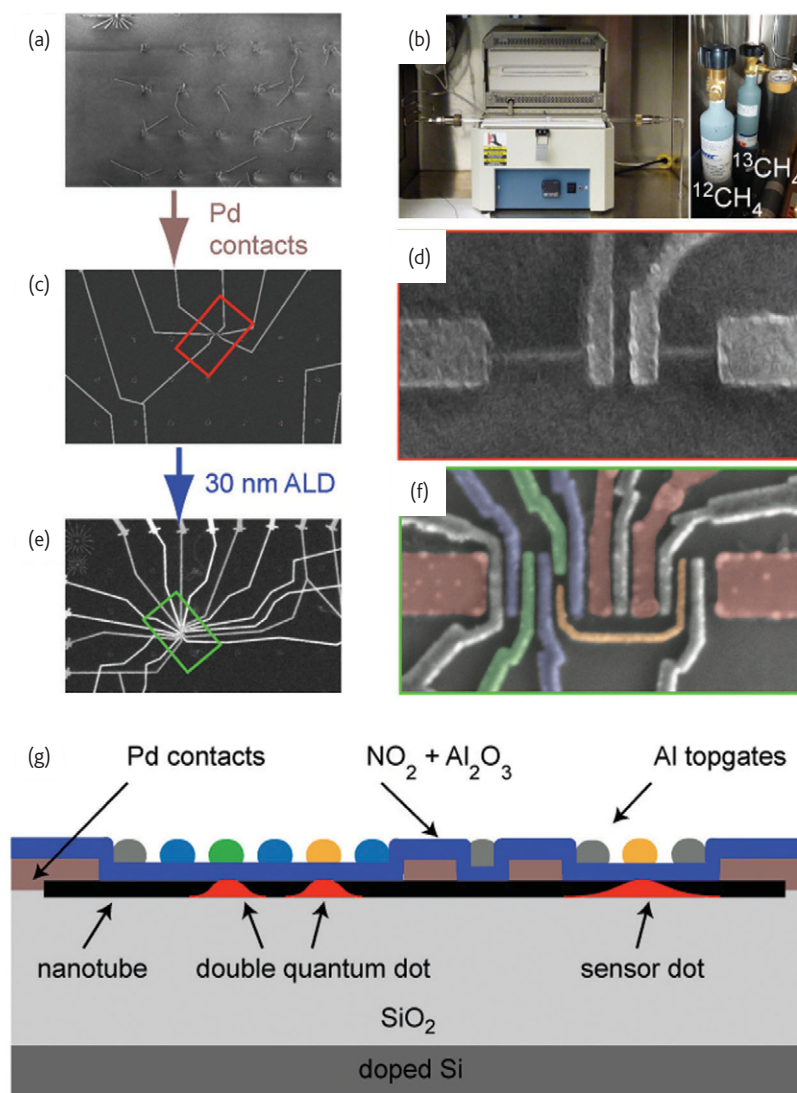 (a)
(b)
¹³CH₄
¹²CH₄
Pd
contacts
(c)
(d)
30 nm ALD
(e)
(f)
(g)
Pd contacts
NO₂ + Al₂O₃
Al topgates
nanotube
double quantum dot
sensor dot
SiO₂
doped Si